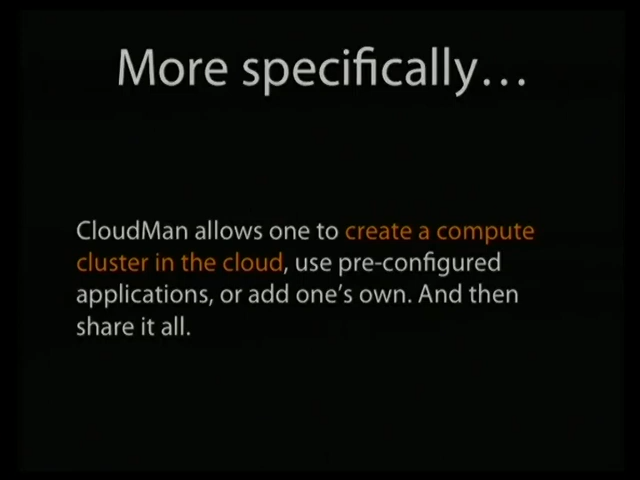 More specifically…
CloudMan allows one to create a compute
cluster in the cloud, use pre-configured
applications, or add one's own. And then
share it all.